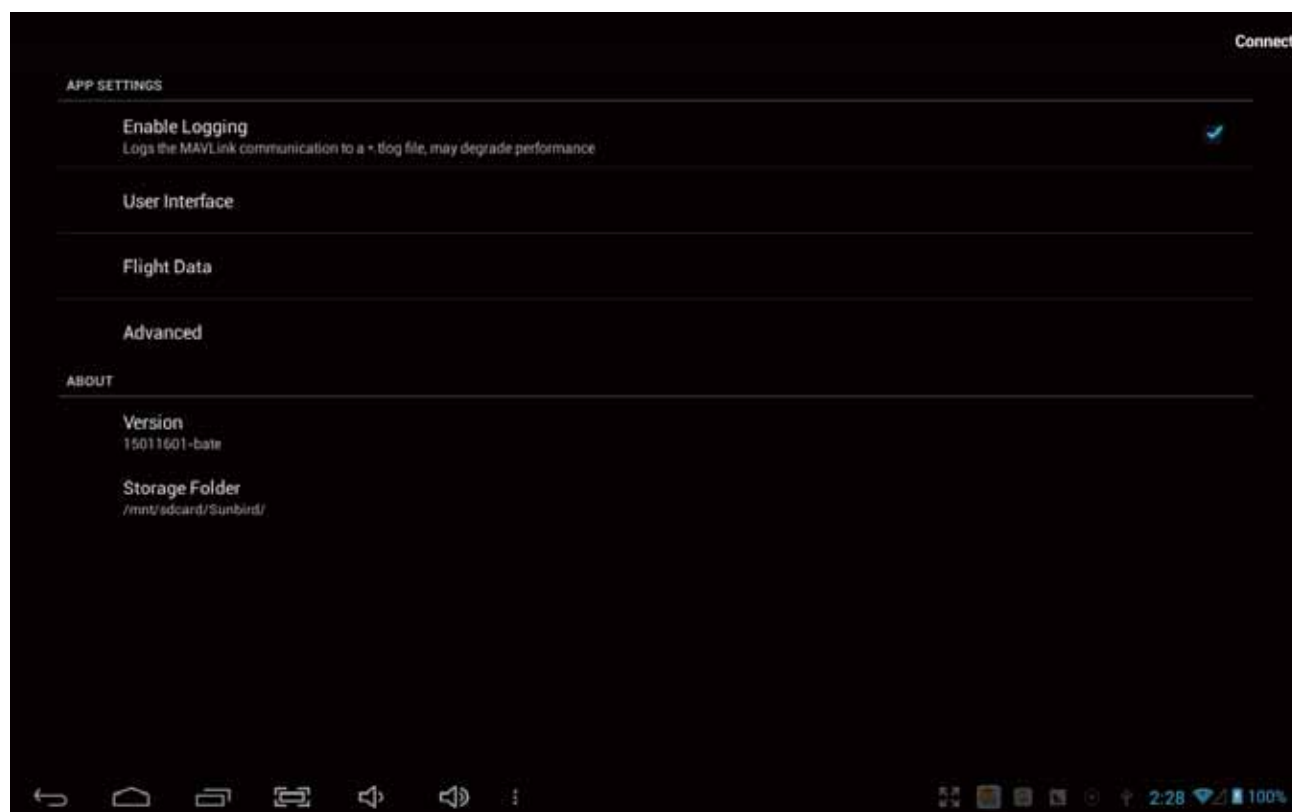 Connect
APP SETTINGS
Enable Logging
Logs the MAVLink communication to a *.tlog file, may degrade performance
User Interface
Flight Data
Advanced
ABOUT
Version
15011601-bate
Storage Folder
/mnt/sdcard/Sunbird/
2:28 100%